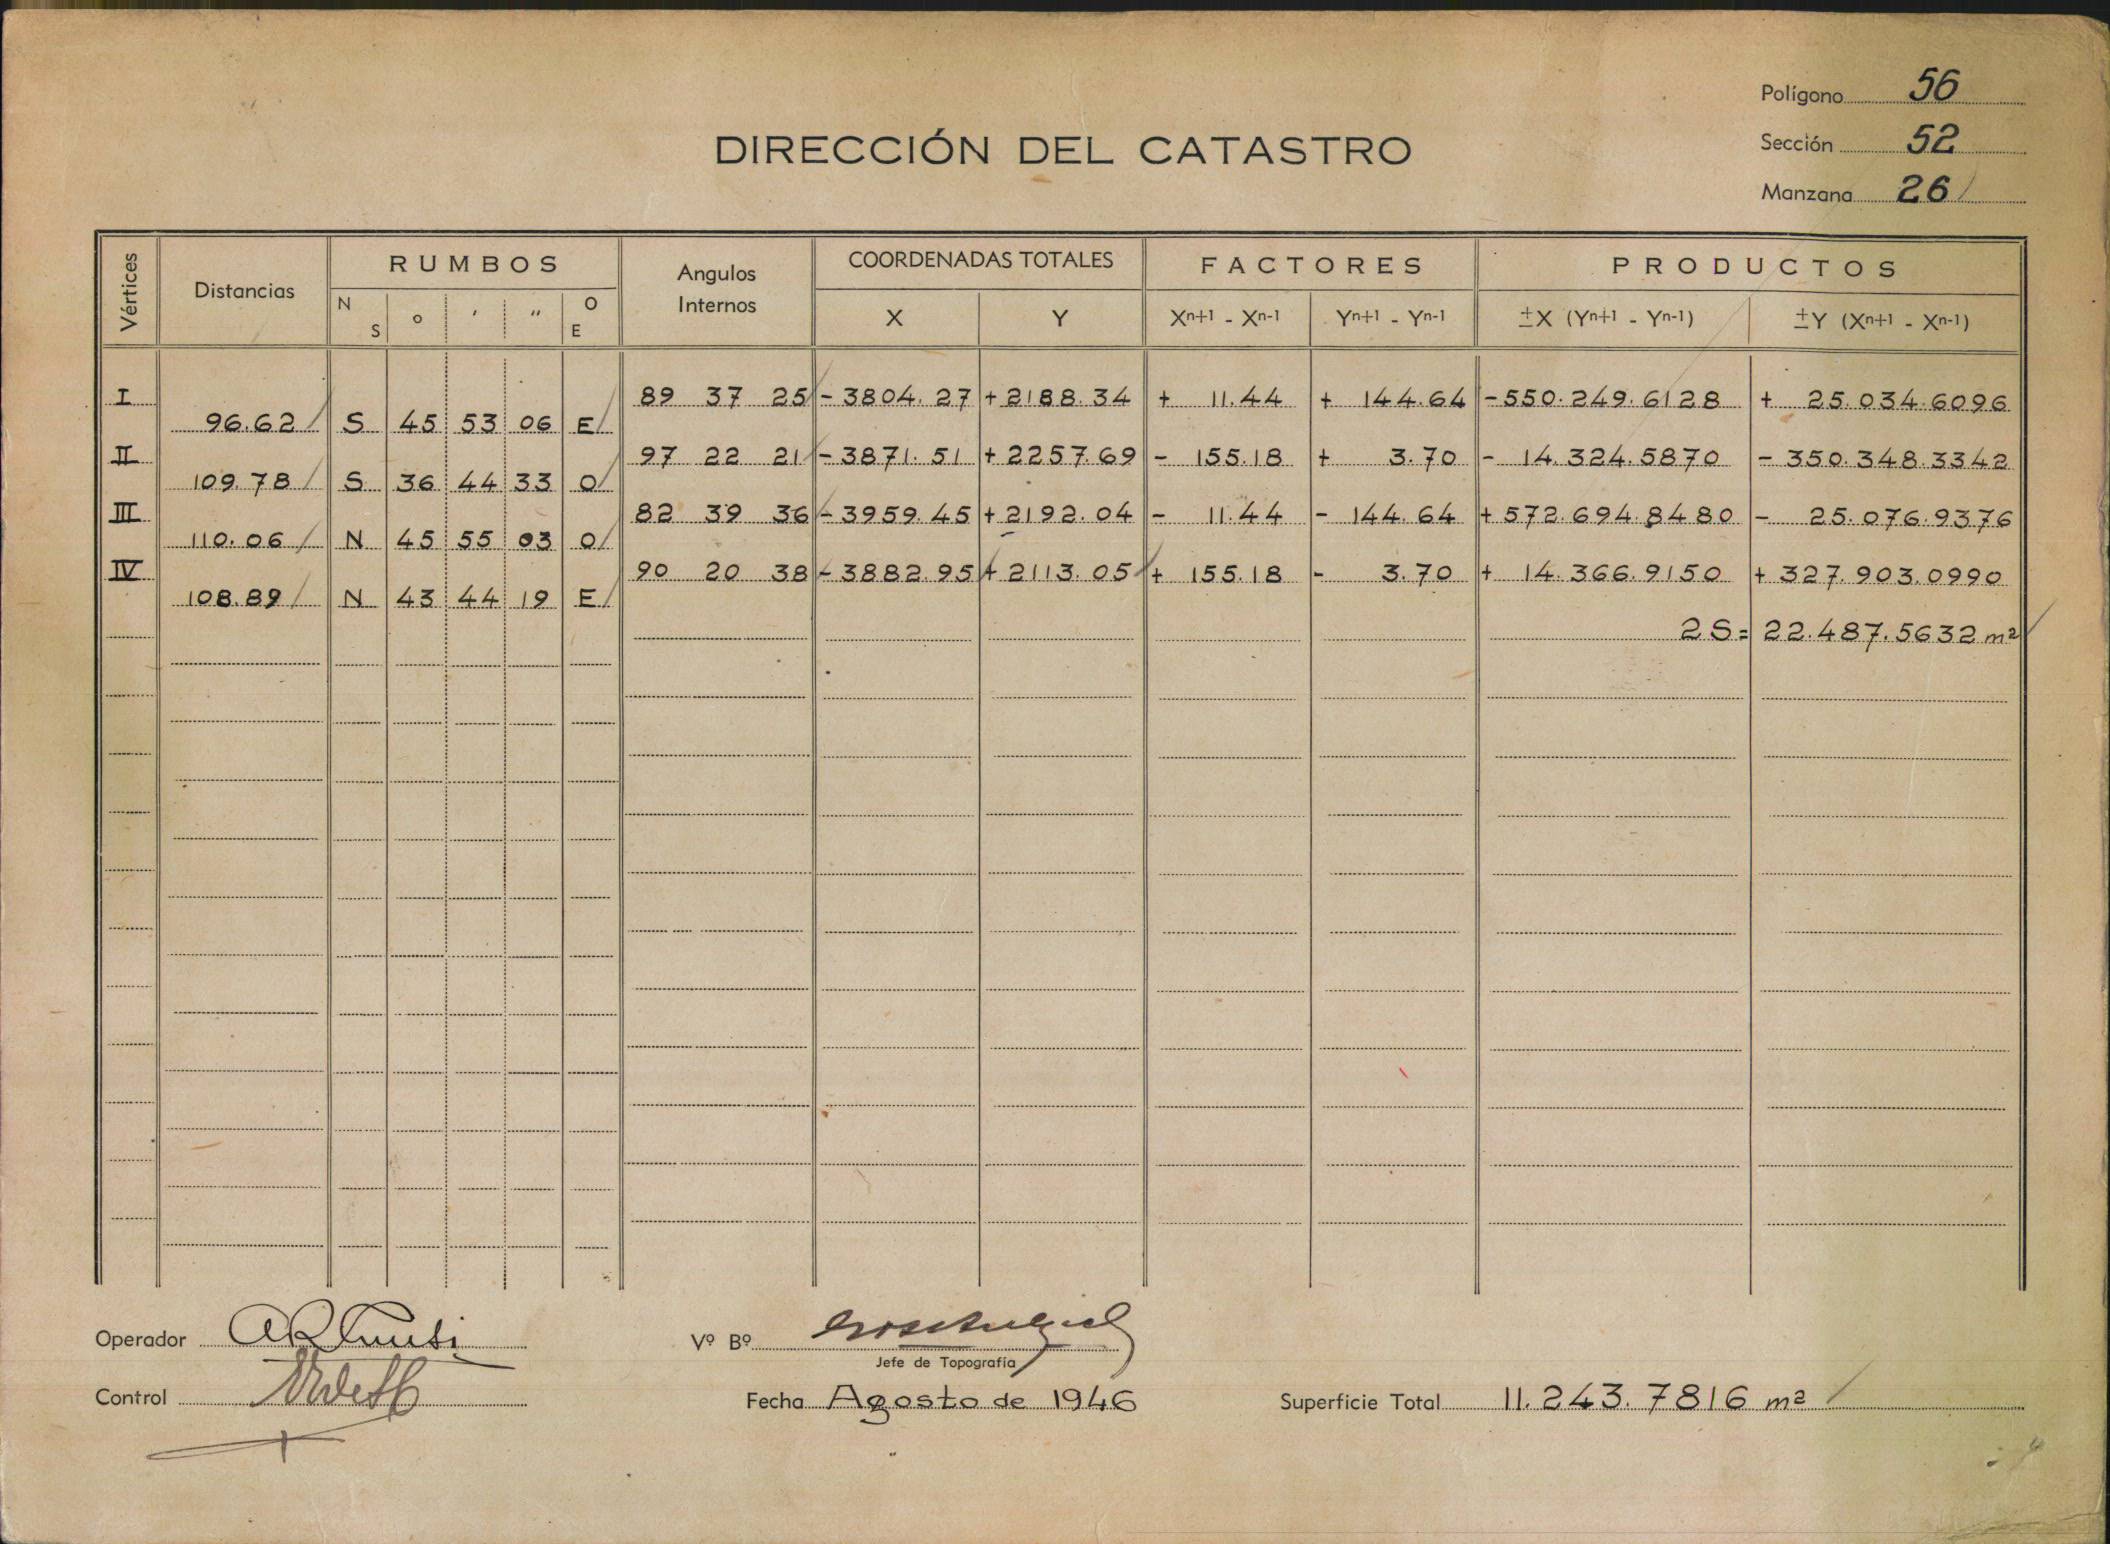 Polígono 56
DIRECCIÓN DEL CATASTRO
Sección 52
Manzana 26
Vértices Distancias RUMBOS Angulos Internos COORDENADAS TOTALES FACTORES PRODUCTOS
N S ° ' " O E X Y Xn+1 - Xn-1 Yn+1 - Yn-1 ±X (Yn+1 - Yn-1) ±Y (Xn+1 - Xn-1)
I 89 37 25 -3804.27 +2188.34 + 11.44 + 144.64 -550.249.6128 + 25.034.6096
96.62 S 45 53 06 E
II 97 22 21 -3871.51 +2257.69 - 155.18 + 3.70 - 14.324.5870 -350.348.3342
109.78 S 36 44 33 O
III 82 39 36 -3959.45 +2192.04 - 11.44 - 144.64 +572.694.8480 - 25.076.9376
110.06 N 45 55 03 O
IV 90 20 38 -3882.95 +2113.05 + 155.18 - 3.70 + 14.366.9150 +327.903.0990
108.89 N 43 44 19 E
2S= 22.487.5632 m2
Operador
Vº Bº
Jefe de Topografía
Control
Fecha Agosto de 1946
Superficie Total 11.243.7816 m2